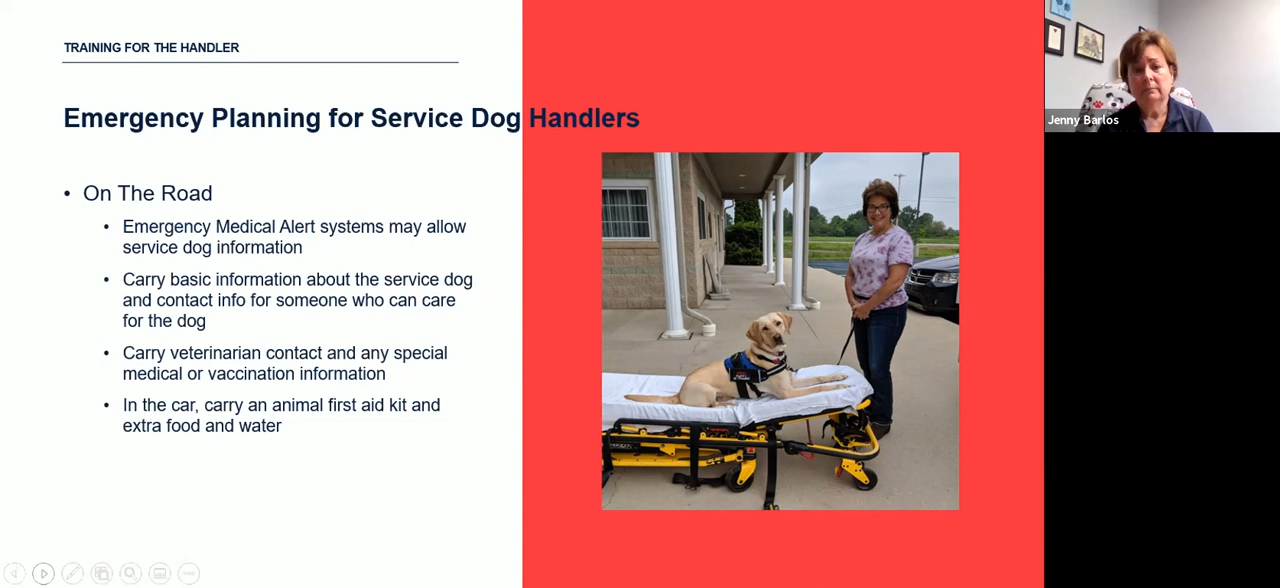 TRAINING FOR THE HANDLER
Emergency Planning for Service Dog Handlers
• On The Road
• Emergency Medical Alert systems may allow
service dog information
• Carry basic information about the service dog
and contact info for someone who can care
for the dog
• Carry veterinarian contact and any special
medical or vaccination information
• In the car, carry an animal first aid kit and
extra food and water
Jenny Barlos